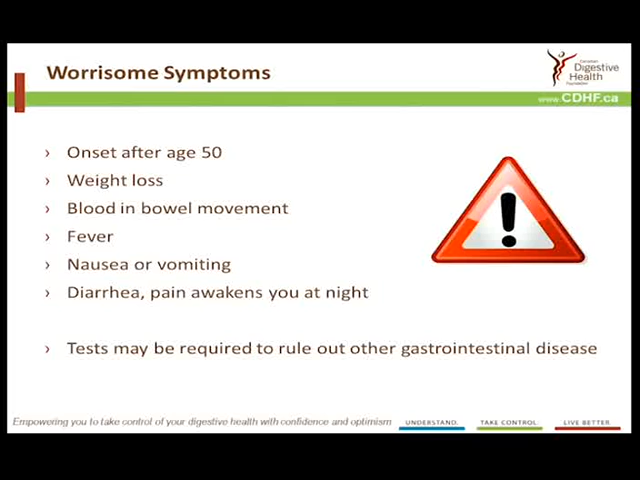 Worrisome Symptoms
Canadian
Digestive
Health
Foundation
www.CDHF.ca
› Onset after age 50
› Weight loss
› Blood in bowel movement
› Fever
› Nausea or vomiting
› Diarrhea, pain awakens you at night
› Tests may be required to rule out other gastrointestinal disease
Empowering you to take control of your digestive health with confidence and optimism
UNDERSTAND. TAKE CONTROL. LIVE BETTER.